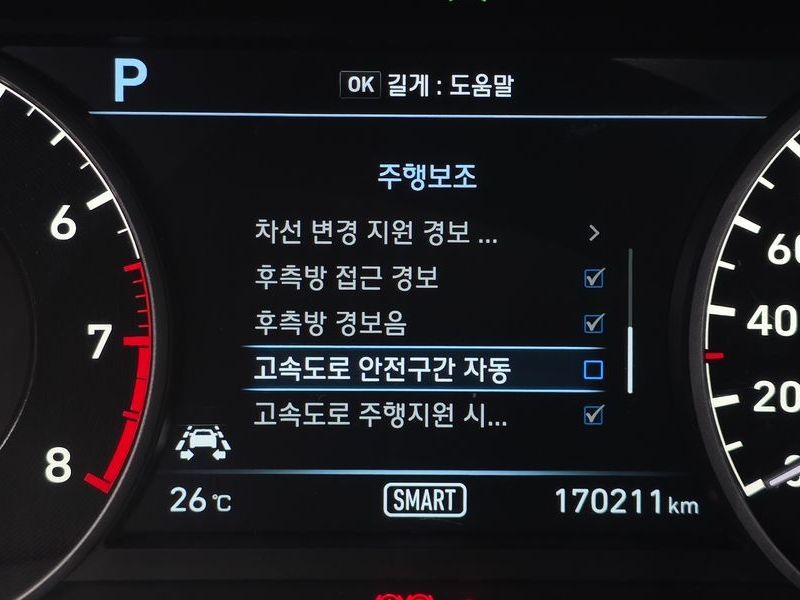 P
OK 길게 : 도움말
주행보조
차선 변경 지원 경보 ...
후측방 접근 경보
후측방 경보음
고속도로 안전구간 자동
고속도로 주행지원 시...
26℃
SMART
170211 km
6
7
8
60
40
20